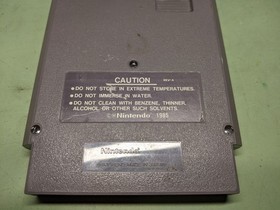 CAUTION
REV-A
•DO NOT STORE IN EXTREME TEMPERATURES.
•DO NOT IMMERSE IN WATER.
•DO NOT CLEAN WITH BENZENE, THINNER,
ALCOHOL OR OTHER SUCH SOLVENTS.
©Nintendo 1985
Nintendo